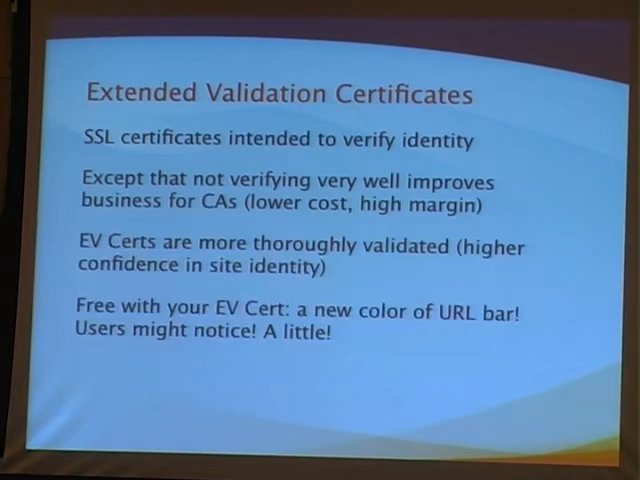 Extended Validation Certificates
SSL certificates intended to verify identity
Except that not verifying very well improves
business for CAs (lower cost, high margin)
EV Certs are more thoroughly validated (higher
confidence in site identity)
Free with your EV Cert: a new color of URL bar!
Users might notice! A little!